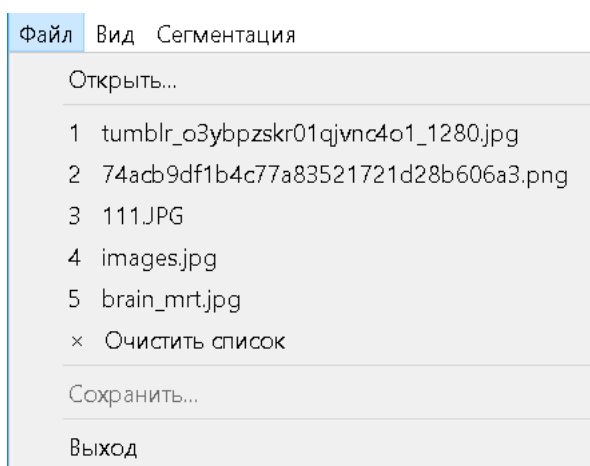 Файл Вид Сегментация
Открыть...
1 tumblr_o3ybpzskr01qjvnc4o1_1280.jpg
2 74acb9df1b4c77a83521721d28b606a3.png
3 111.JPG
4 images.jpg
5 brain_mrt.jpg
× Очистить список
Сохранить...
Выход